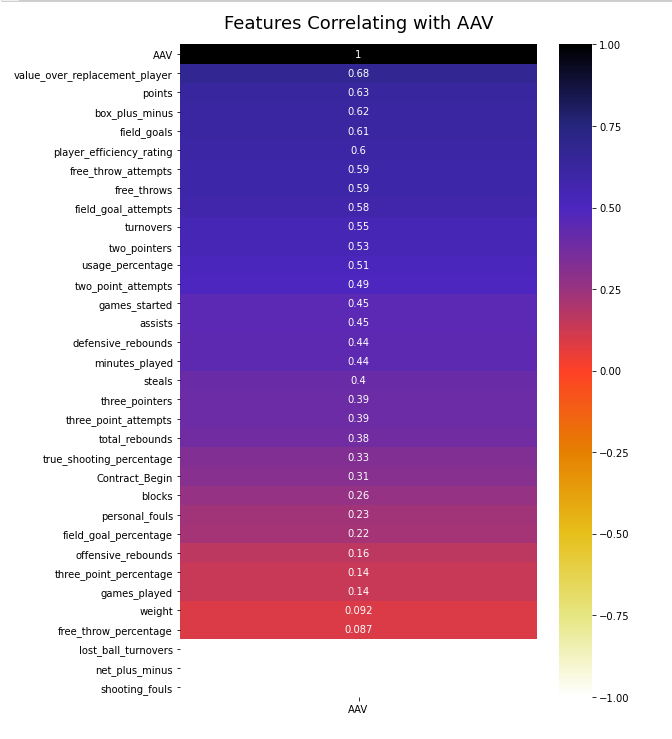 Features Correlating with AAV
AAV 1
value_over_replacement_player 0.68
points 0.63
box_plus_minus 0.62
field_goals 0.61
player_efficiency_rating 0.6
free_throw_attempts 0.59
free_throws 0.59
field_goal_attempts 0.58
turnovers 0.55
two_pointers 0.53
usage_percentage 0.51
two_point_attempts 0.49
games_started 0.45
assists 0.45
defensive_rebounds 0.44
minutes_played 0.44
steals 0.4
three_pointers 0.39
three_point_attempts 0.39
total_rebounds 0.38
true_shooting_percentage 0.33
Contract_Begin 0.31
blocks 0.26
personal_fouls 0.23
field_goal_percentage 0.22
offensive_rebounds 0.16
three_point_percentage 0.14
games_played 0.14
weight 0.092
free_throw_percentage 0.087
lost_ball_turnovers
net_plus_minus
shooting_fouls
AAV
1.00
0.75
0.50
0.25
0.00
−0.25
−0.50
−0.75
−1.00